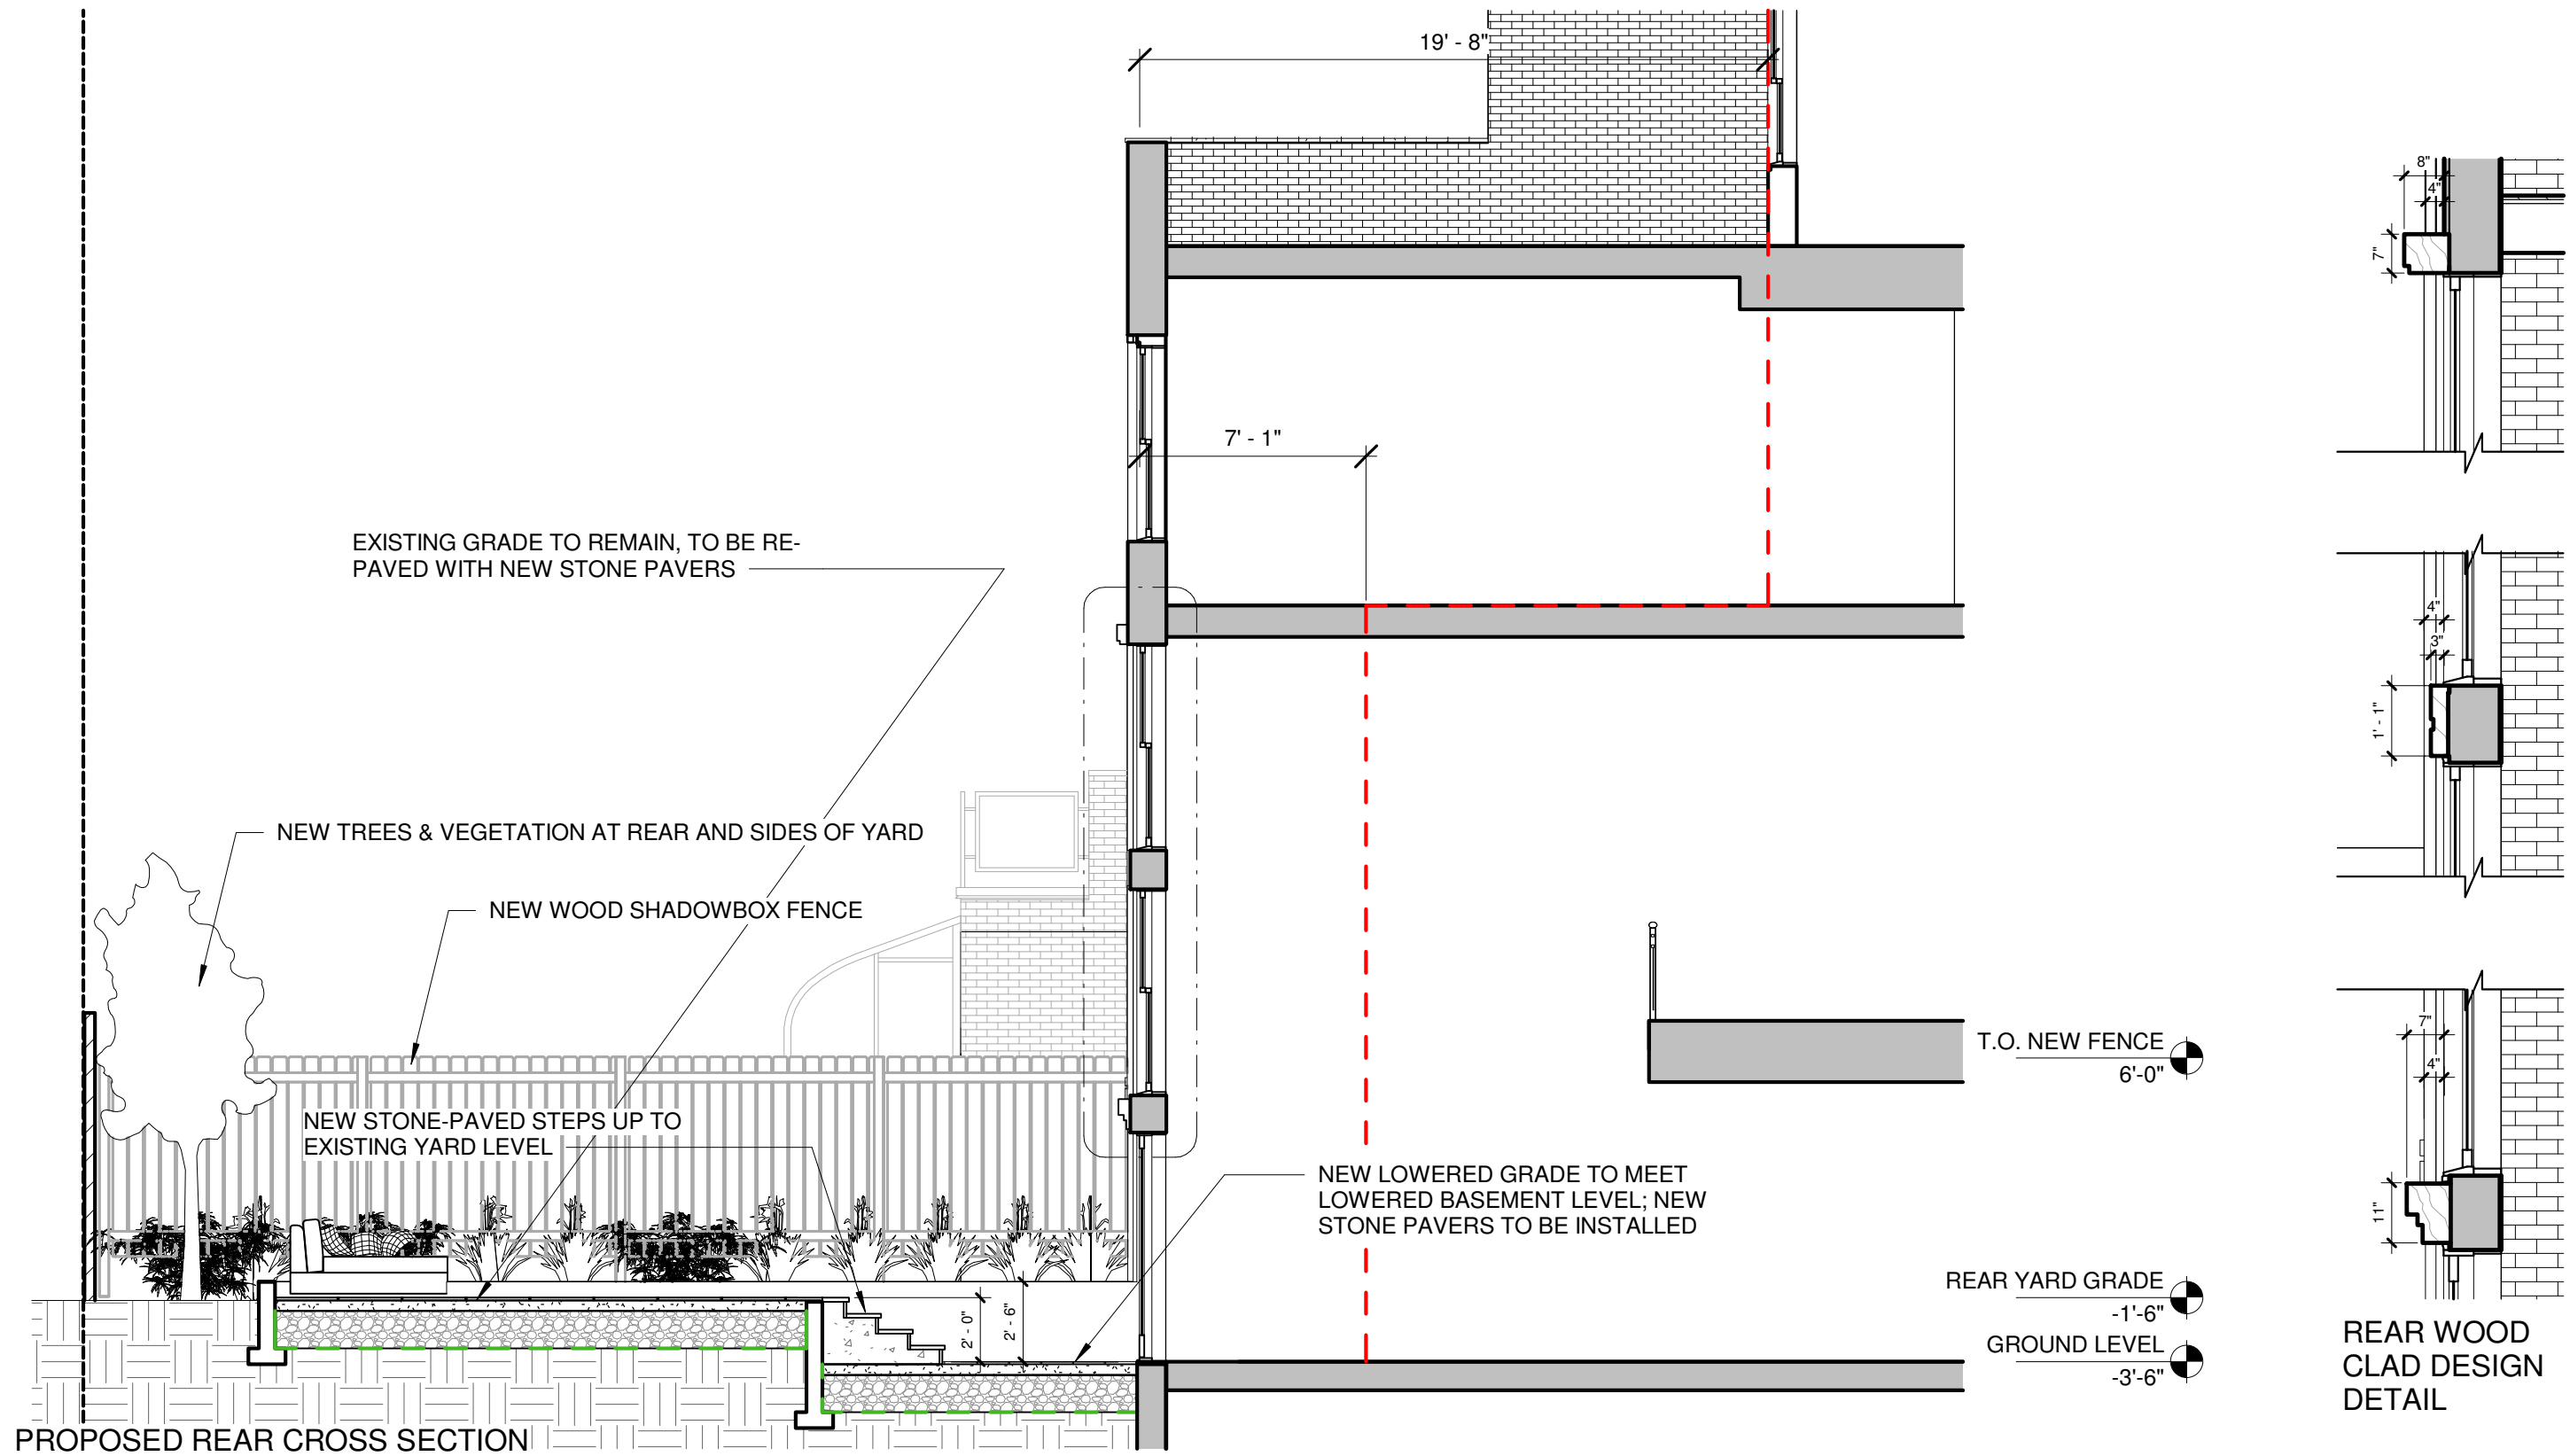 19' - 8"
7' - 1"
EXISTING GRADE TO REMAIN, TO BE RE-
PAVED WITH NEW STONE PAVERS
NEW TREES & VEGETATION AT REAR AND SIDES OF YARD
NEW WOOD SHADOWBOX FENCE
NEW STONE-PAVED STEPS UP TO
EXISTING YARD LEVEL
NEW LOWERED GRADE TO MEET
LOWERED BASEMENT LEVEL; NEW
STONE PAVERS TO BE INSTALLED
2' - 0"
2' - 6"
T.O. NEW FENCE
6'-0"
REAR YARD GRADE
-1'-6"
GROUND LEVEL
-3'-6"
PROPOSED REAR CROSS SECTION
8"
4"
7"
4"
3"
1' - 1"
7"
4"
11"
REAR WOOD
CLAD DESIGN
DETAIL